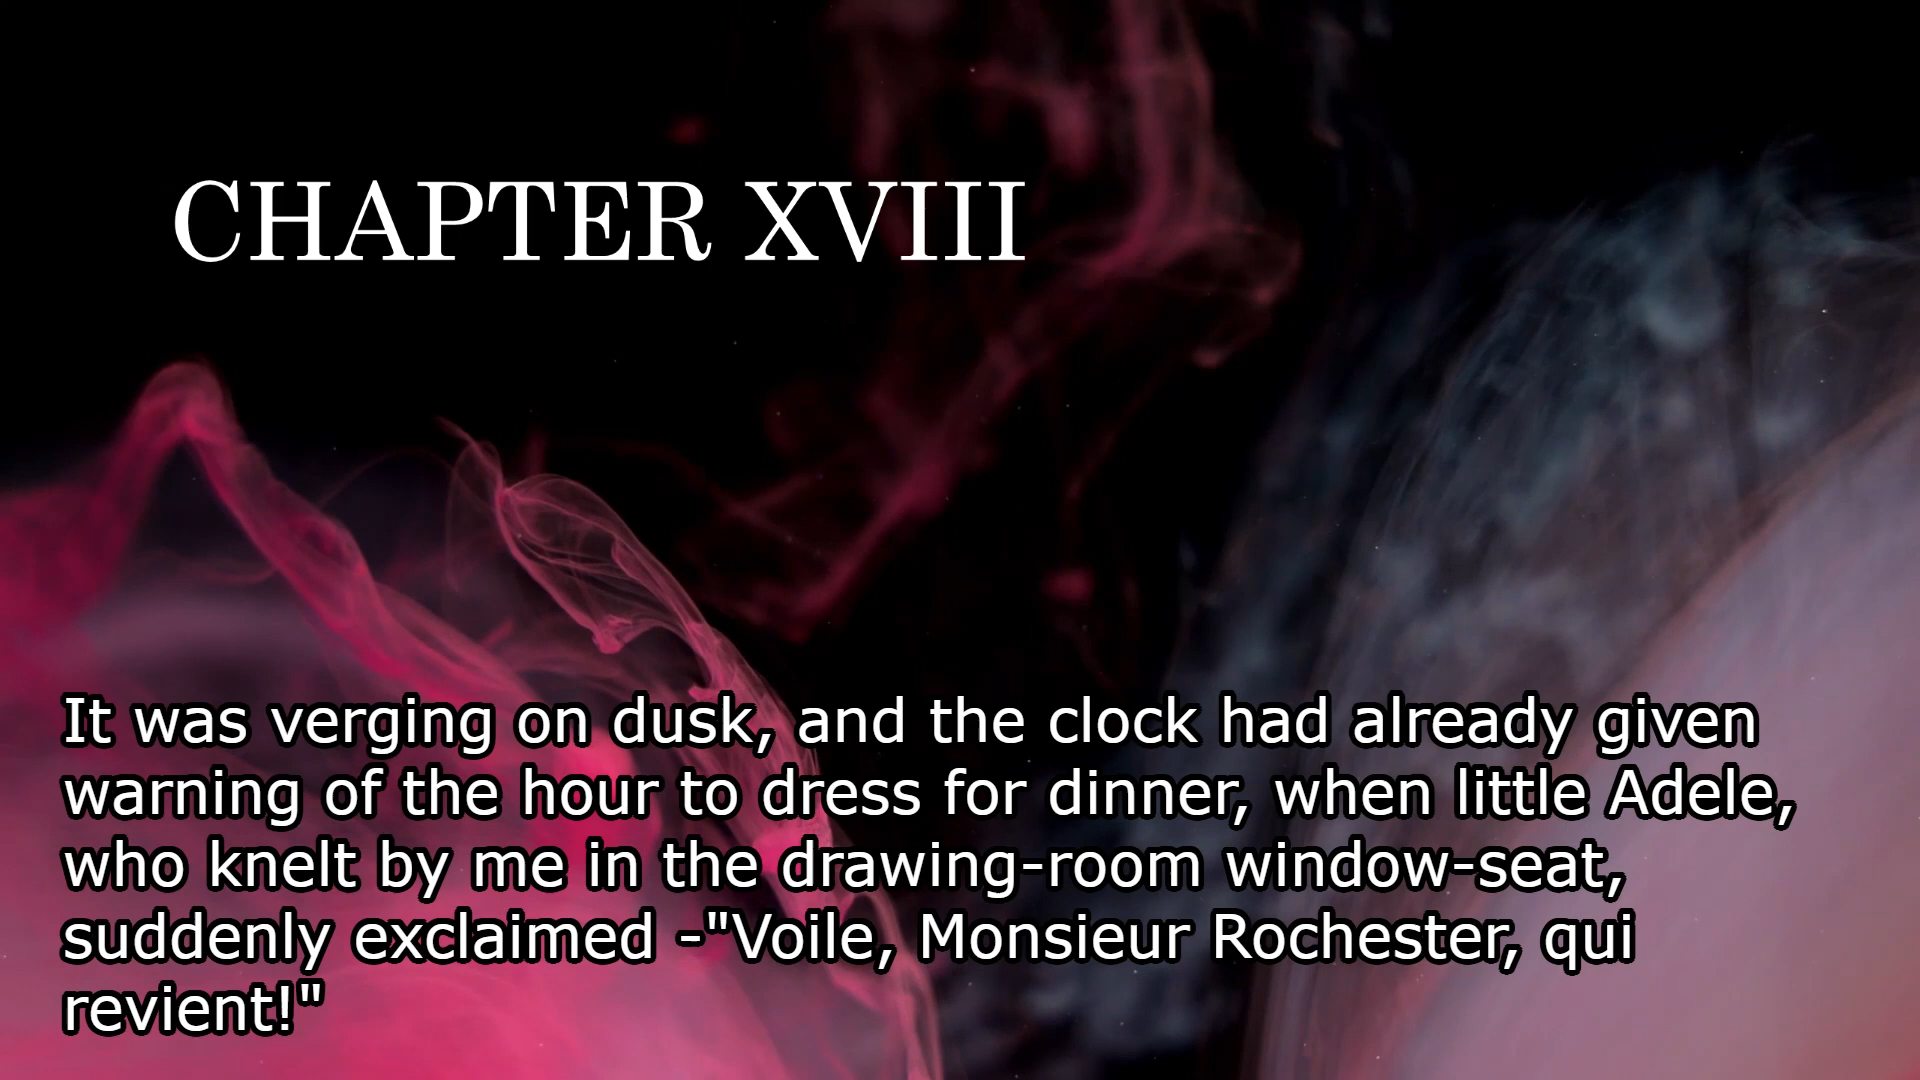 CHAPTER XVIII
It was verging on dusk, and the clock had already given
warning of the hour to dress for dinner, when little Adele,
who knelt by me in the drawing-room window-seat,
suddenly exclaimed -"Voile, Monsieur Rochester, qui
revient!"